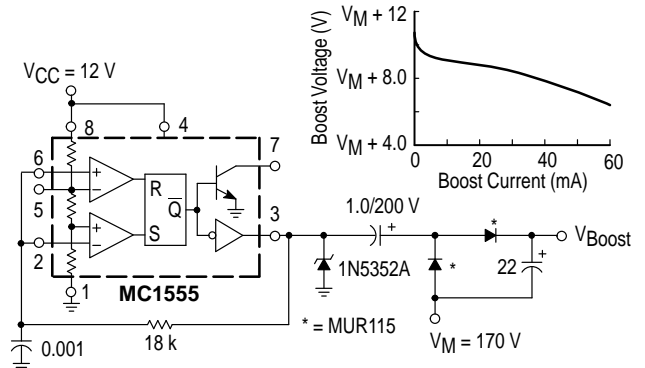 V_M + 12
V_M + 8.0
V_M + 4.0
Boost Voltage (V)
0
20
40
60
Boost Current (mA)
V_CC = 12 V
8
4
7
6
5
2
3
1
+
−
+
−
R
S
Q̅
MC1555
1.0/200 V
+
*
*
1N5352A
22
+
V_Boost
* = MUR115
V_M = 170 V
18 k
0.001